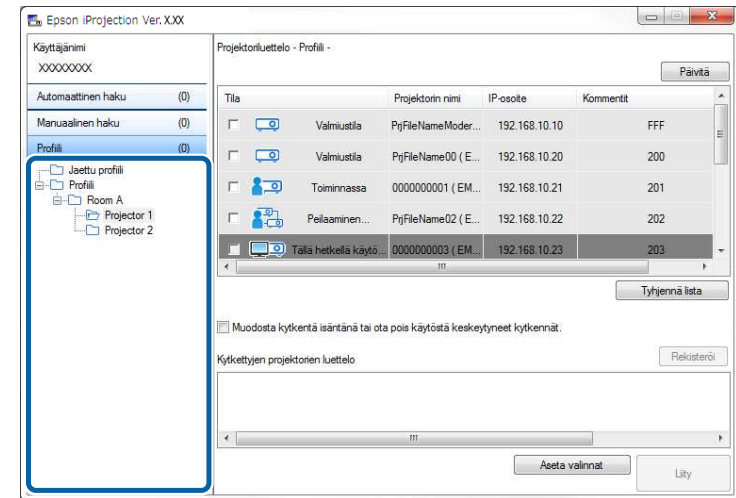 Epson iProjection Ver. X.XX
Käyttäjänimi
XXXXXXXX
Automaattinen haku (0)
Manuaalinen haku (0)
Profiili (0)
Jaettu profiili
Profiili
Room A
Projector 1
Projector 2
Projektoriluettelo - Profiili -
Päivitä
Tila Projektorin nimi IP-osoite Kommentit
Valmiustila PrjFileNameModer... 192.168.10.10 FFF
Valmiustila PrjFileName00 ( E... 192.168.10.20 200
Toiminnassa 0000000001 ( EM... 192.168.10.21 201
Peilaaminen... PrjFileName02 ( E... 192.168.10.22 202
Tällä hetkellä käytö... 0000000003 ( EM... 192.168.10.23 203
Tyhjennä lista
Muodosta kytkentä isäntänä tai ota pois käytöstä keskeytyneet kytkennät.
Kytkettyjen projektorien luettelo
Rekisteröi
Aseta valinnat
Liity